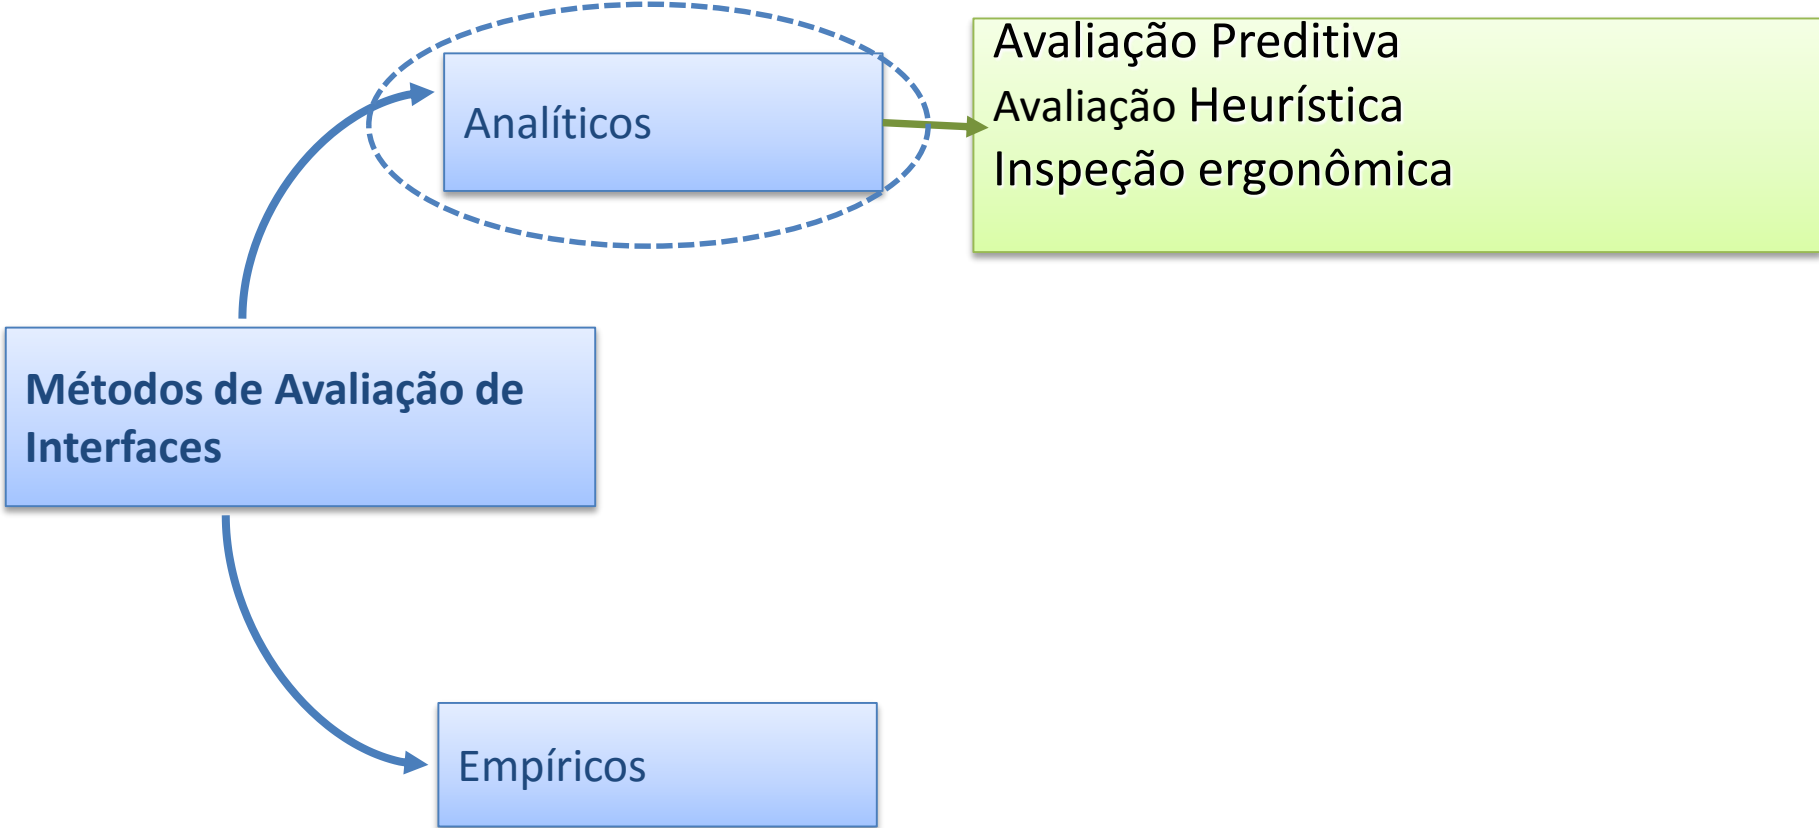 Avaliação Preditiva
Avaliação Heurística
Inspeção ergonômica
Analíticos
Métodos de Avaliação de
Interfaces
Empíricos